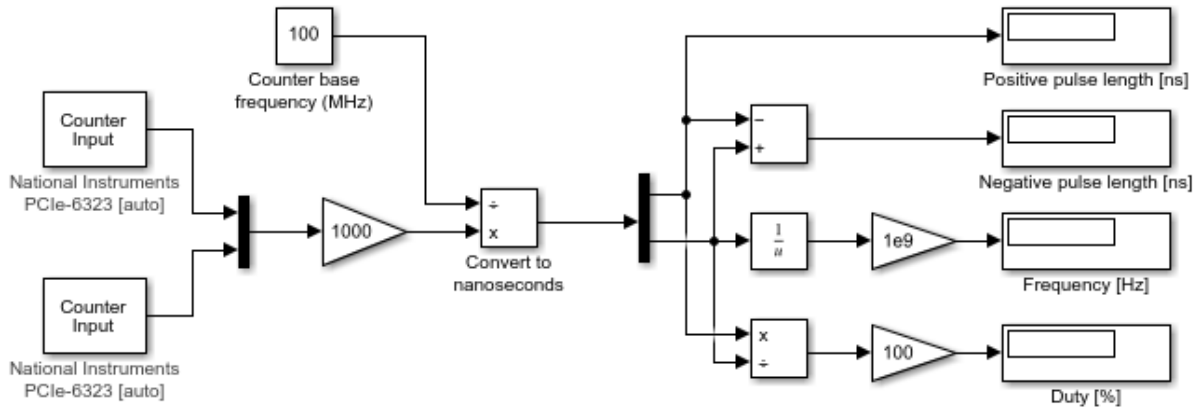 100
Counter base
frequency (MHz)
Counter
Input
National Instruments
PCIe-6323 [auto]
Counter
Input
National Instruments
PCIe-6323 [auto]
1000
÷
x
Convert to
nanoseconds
Positive pulse length [ns]
−
+
Negative pulse length [ns]
1
u
1e9
Frequency [Hz]
x
÷
100
Duty [%]